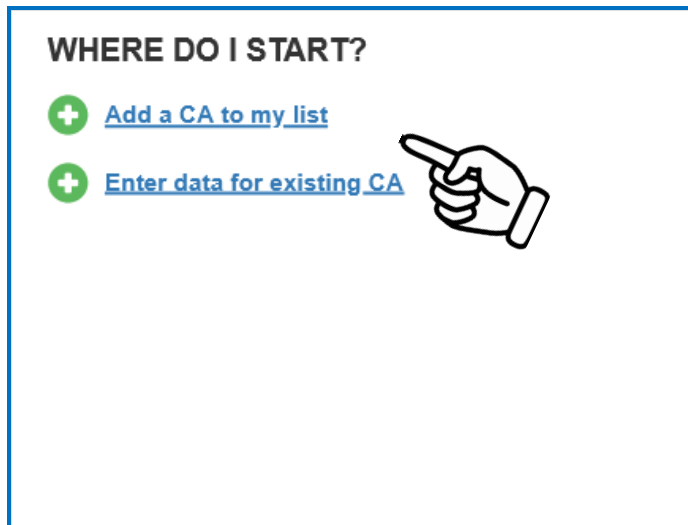 WHERE DO I START?
Add a CA to my list
Enter data for existing CA